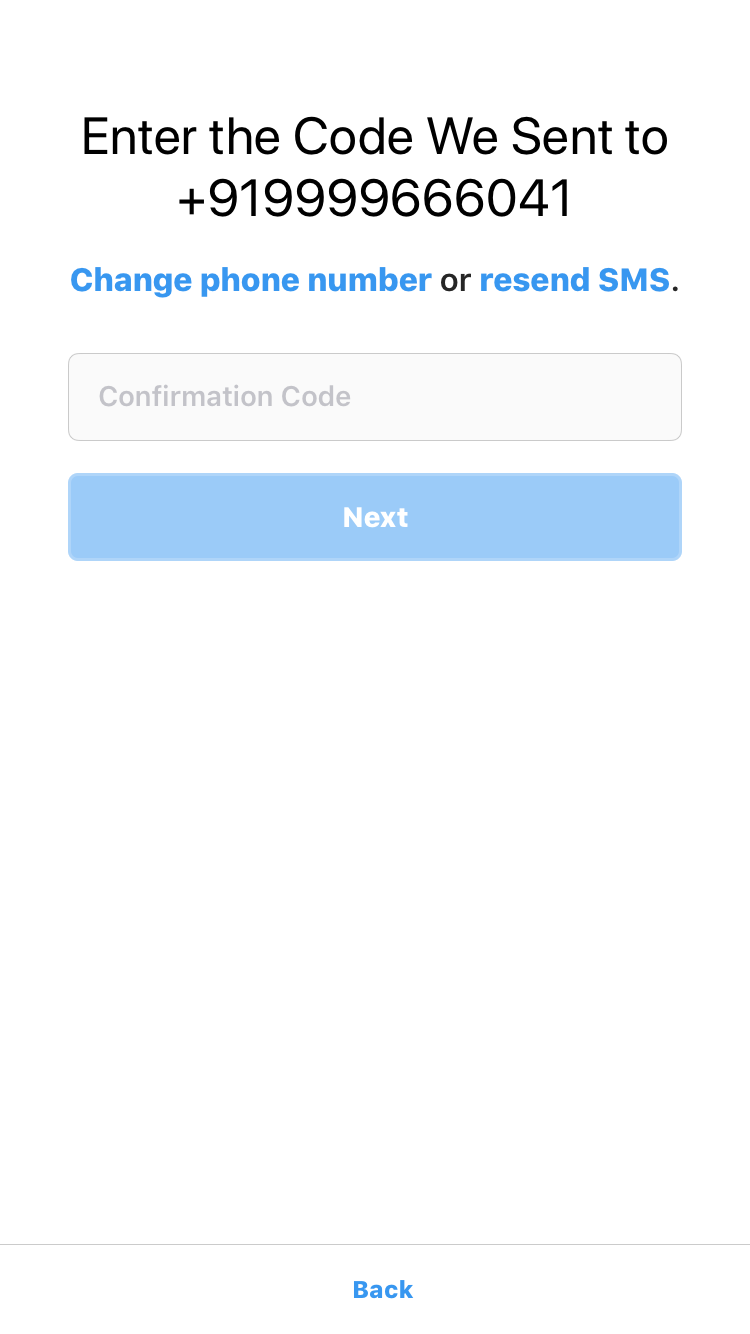 Enter the Code We Sent to
+919999666041
Change phone number or resend SMS.
Confirmation Code
Next
Back